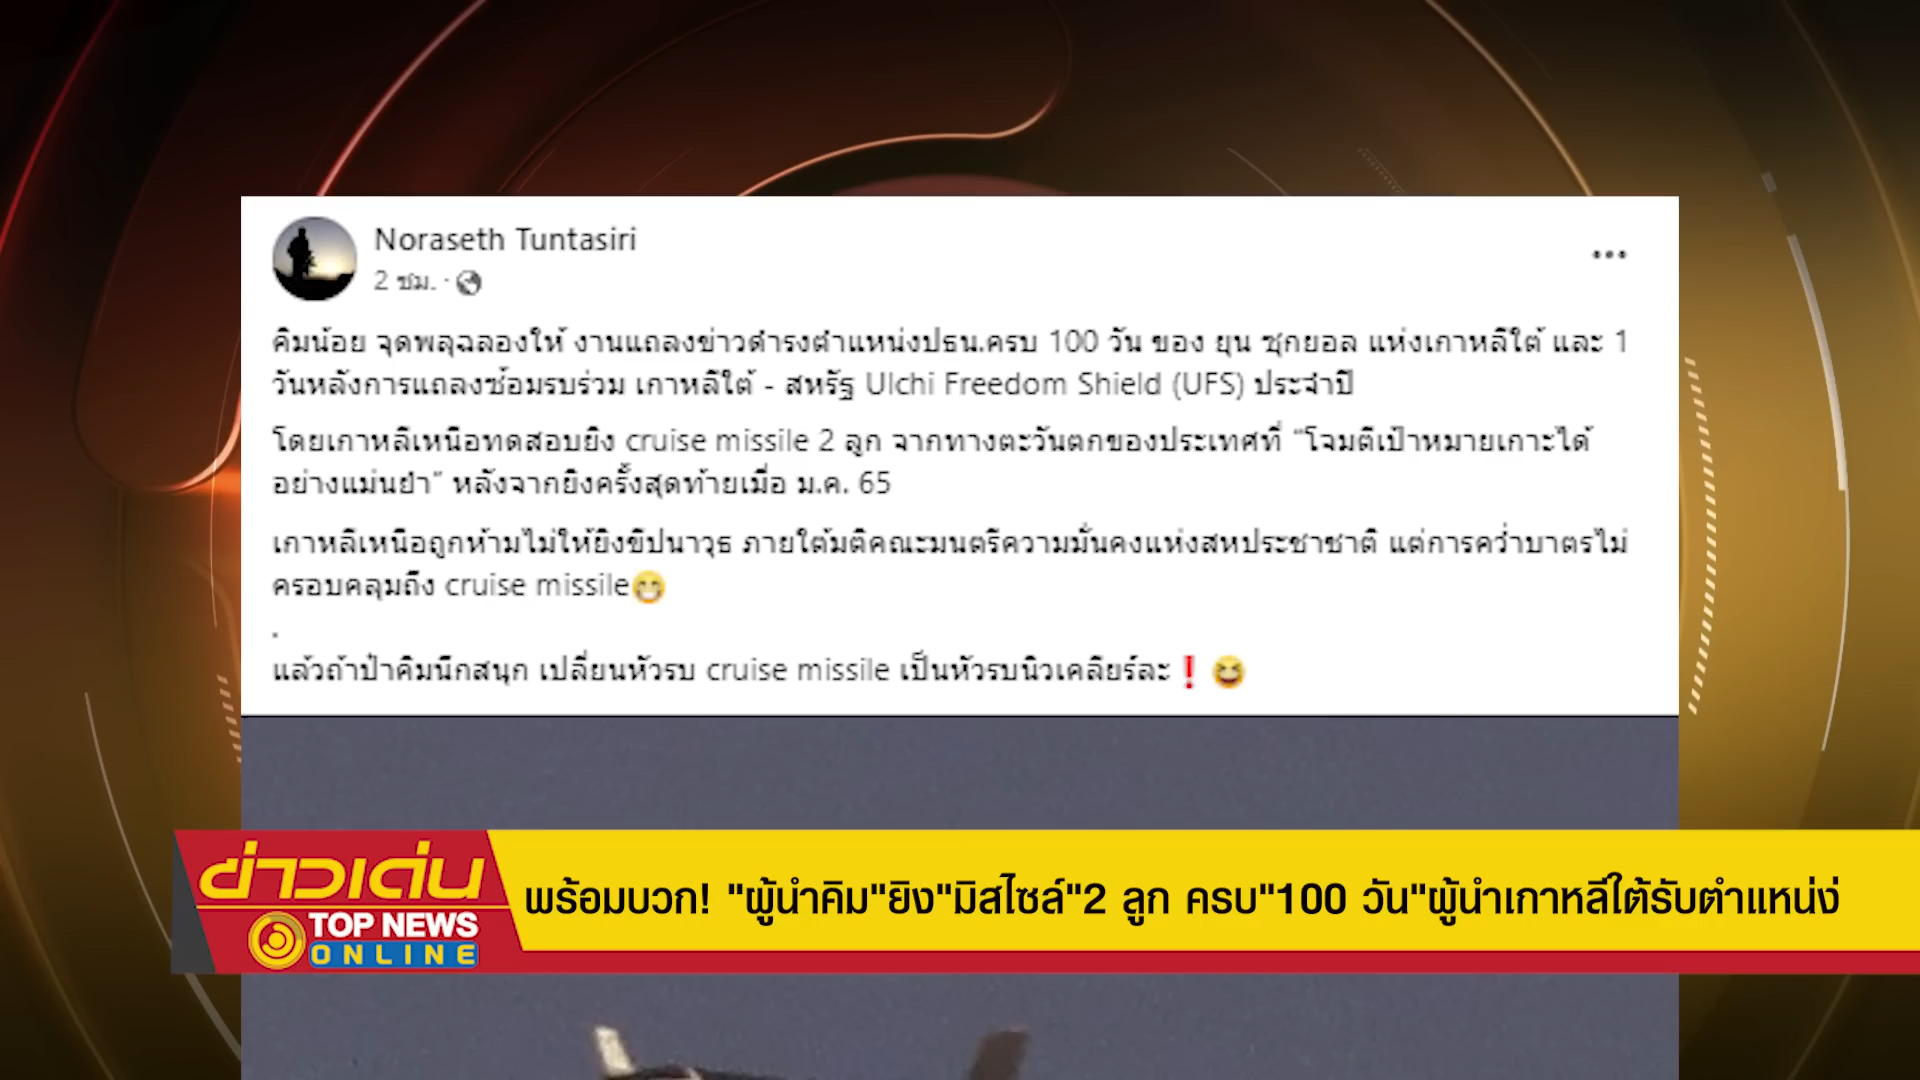 Noraseth Tuntasiri
2 ชม. ·
คิมน้อย จุดพลุฉลองให้ งานแถลงข่าวดำรงตำแหน่งปธน.ครบ 100 วัน ของ ยุน ซุกยอล แห่งเกาหลีใต้ และ 1
วันหลังการแถลงซ้อมรบร่วม เกาหลีใต้ - สหรัฐ Ulchi Freedom Shield (UFS) ประจำปี
โดยเกาหลีเหนือทดสอบยิง cruise missile 2 ลูก จากทางตะวันตกของประเทศที่ "โจมตีเป้าหมายเกาะได้
อย่างแม่นยำ" หลังจากยิงครั้งสุดท้ายเมื่อ ม.ค. 65
เกาหลีเหนือถูกห้ามไม่ให้ยิงขีปนาวุธ ภายใต้มติคณะมนตรีความมั่นคงแห่งสหประชาชาติ แต่การคว่ำบาตรไม่
ครอบคลุมถึง cruise missile😁
.
แล้วถ้าป๋าคิมนึกสนุก เปลี่ยนหัวรบ cruise missile เป็นหัวรบนิวเคลียร์ละ❗😆
ข่าวเด่น
TOP NEWS
ONLINE
พร้อมบวก! "ผู้นำคิม"ยิง"มิสไซล์"2 ลูก ครบ"100 วัน"ผู้นำเกาหลีใต้รับตำแหน่ง่